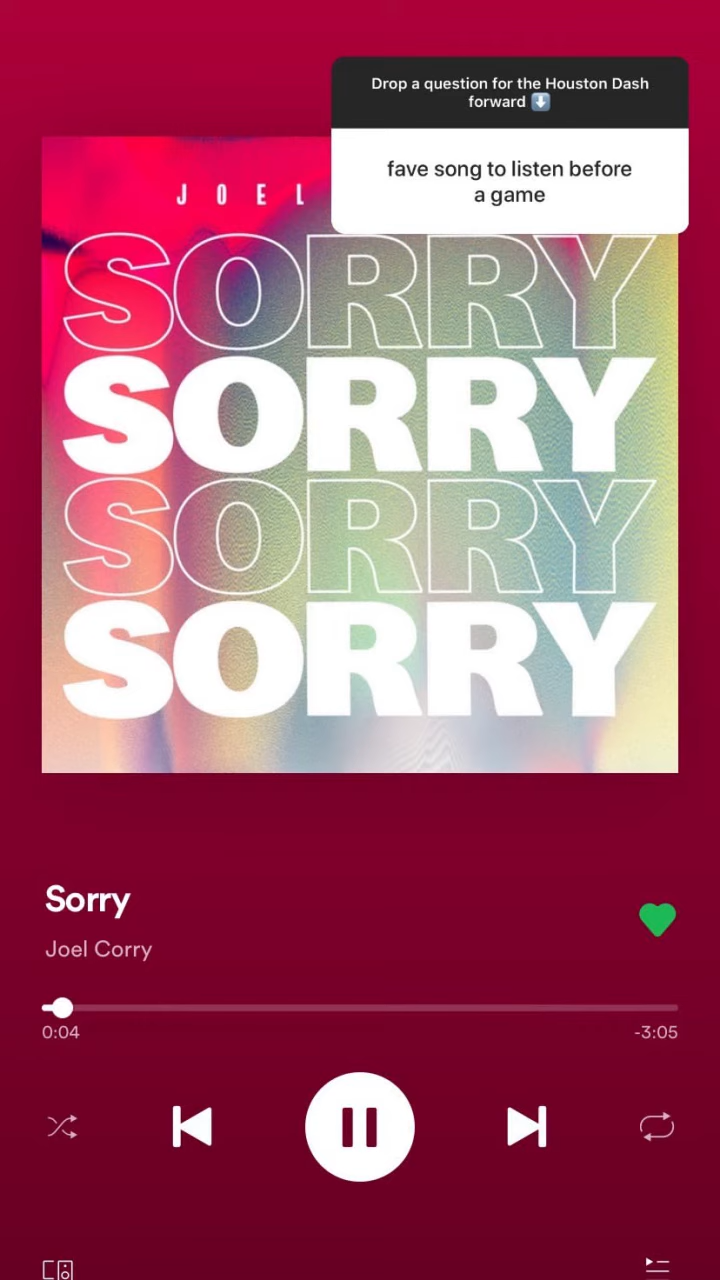 Drop a question for the Houston Dash
forward ⬇️
fave song to listen before
a game
JOEL
SORRY
SORRY
SORRY
SORRY
Sorry
Joel Corry
0:04
-3:05